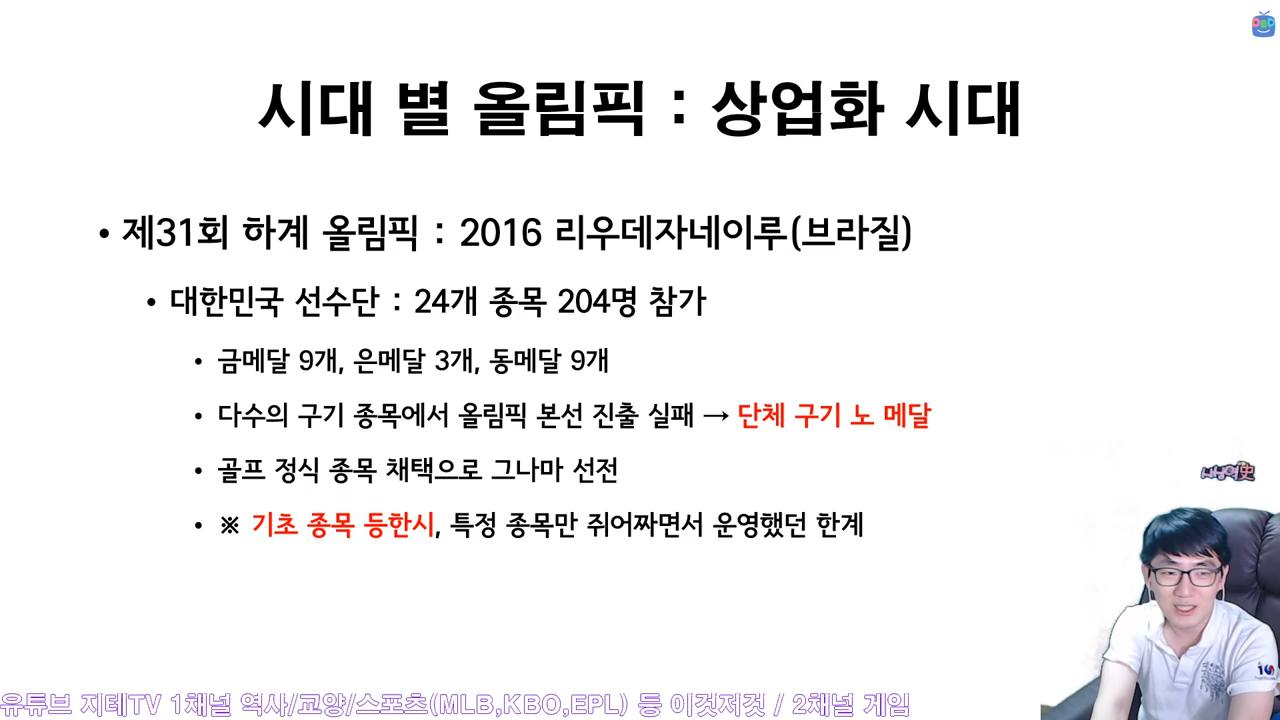 시대 별 올림픽 : 상업화 시대
• 제31회 하계 올림픽 : 2016 리우데자네이루(브라질)
• 대한민국 선수단 : 24개 종목 204명 참가
• 금메달 9개, 은메달 3개, 동메달 9개
• 다수의 구기 종목에서 올림픽 본선 진출 실패 → 단체 구기 노 메달
• 골프 정식 종목 채택으로 그나마 선전
• ※ 기초 종목 등한시, 특정 종목만 쥐어짜면서 운영했던 한계
유튜브 지테TV 1채널 역사/교양/스포츠(MLB,KBO,EPL) 등 이것저것 / 2채널 게임